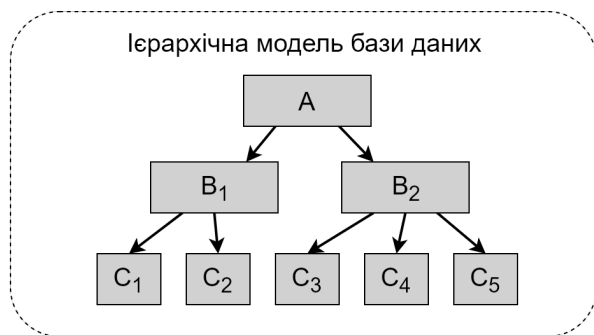 Ієрархічна модель бази даних
A
B₁ B₂
C₁ C₂ C₃ C₄ C₅